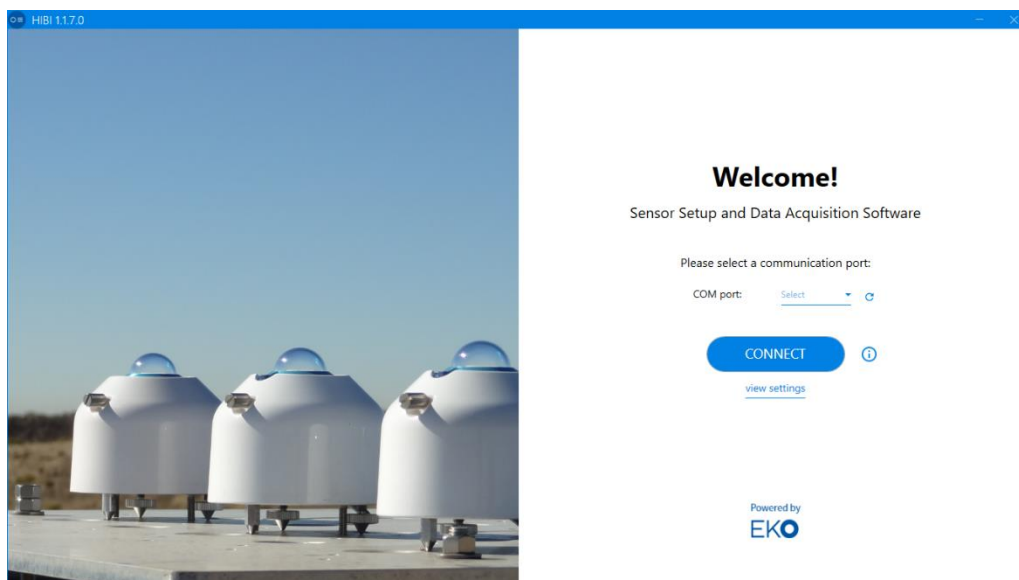 HIBI 1.1.7.0
Welcome!
Sensor Setup and Data Acquisition Software
Please select a communication port:
COM port: Select
CONNECT
view settings
Powered by
EKO